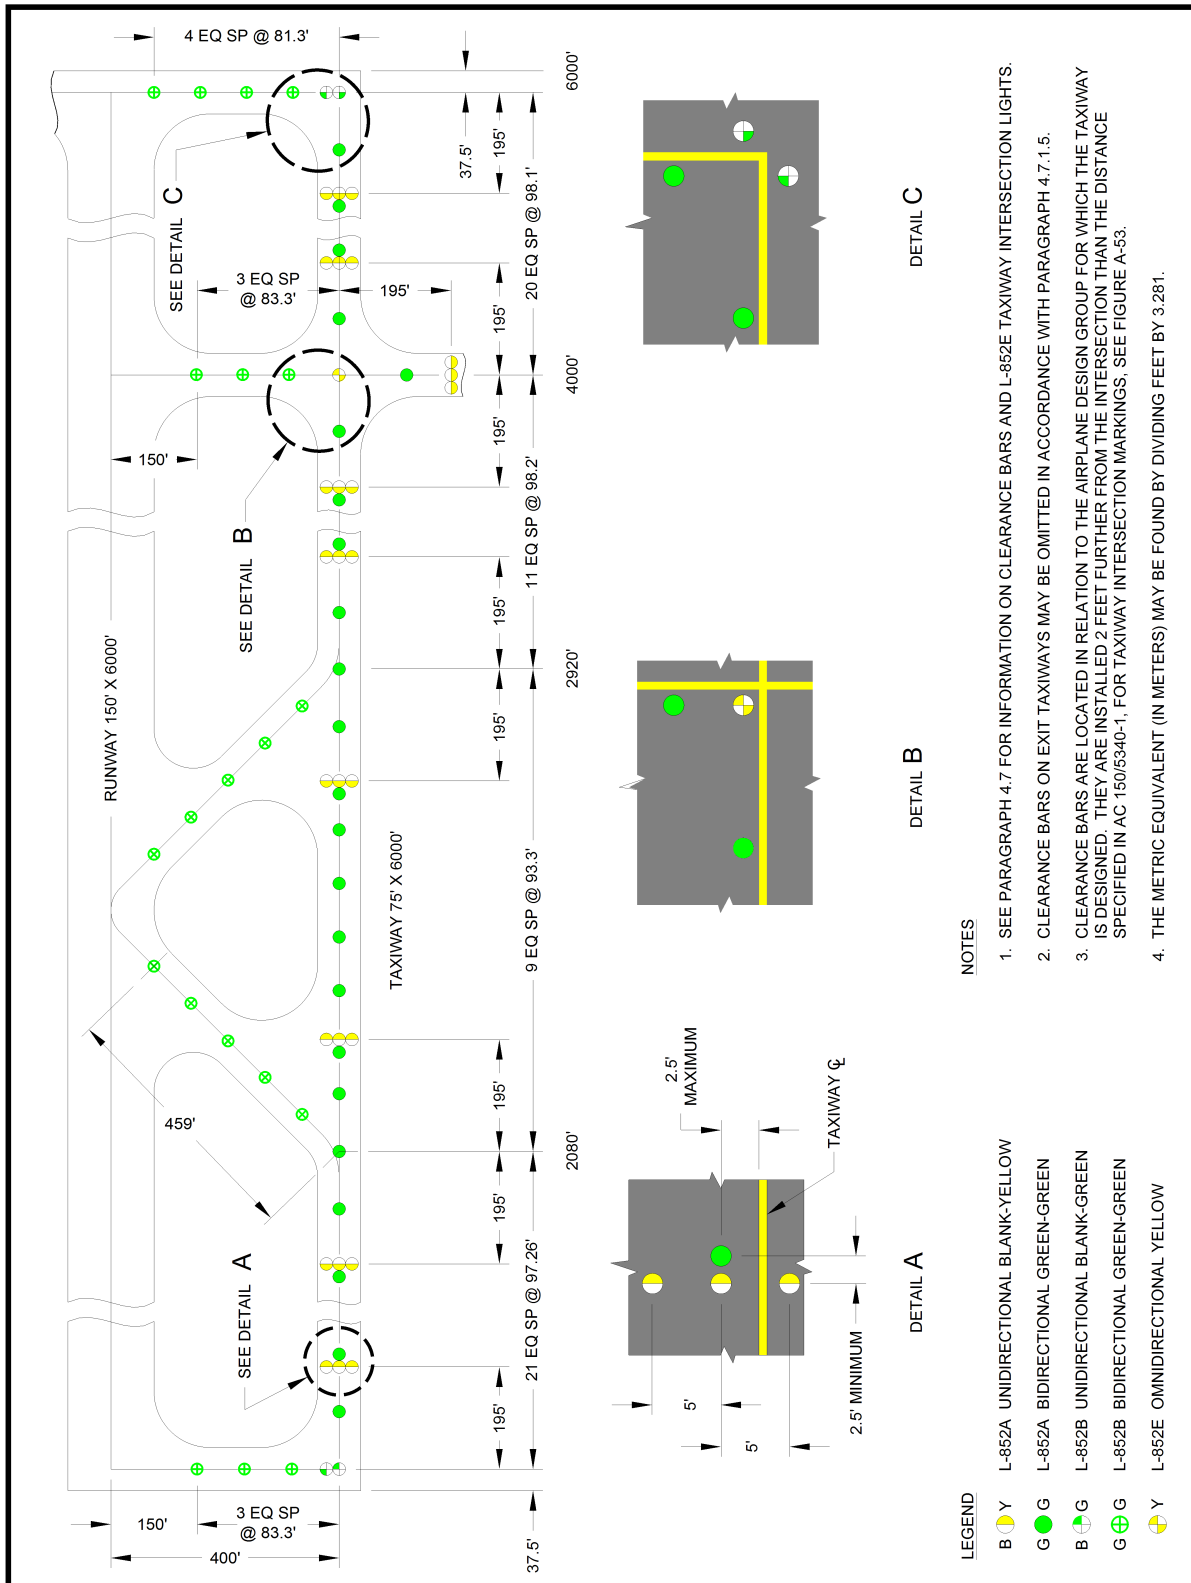 4 EQ SP @ 81.3'
6000'
37.5'
195'
20 EQ SP @ 98.1'
SEE DETAIL C
3 EQ SP
@ 83.3'
195'
195'
4000'
195'
11 EQ SP @ 98.2'
150'
SEE DETAIL B
195'
2920'
195'
RUNWAY 150' X 6000'
TAXIWAY 75' X 6000'
9 EQ SP @ 93.3'
459'
195'
2080'
195'
21 EQ SP @ 97.26'
SEE DETAIL A
195'
150'
3 EQ SP
@ 83.3'
400'
37.5'
DETAIL C
DETAIL B
2.5'
MAXIMUM
TAXIWAY ℄
5'
5'
2.5' MINIMUM
DETAIL A
NOTES
1. SEE PARAGRAPH 4.7 FOR INFORMATION ON CLEARANCE BARS AND L-852E TAXIWAY INTERSECTION LIGHTS.
2. CLEARANCE BARS ON EXIT TAXIWAYS MAY BE OMITTED IN ACCORDANCE WITH PARAGRAPH 4.7.1.5.
3. CLEARANCE BARS ARE LOCATED IN RELATION TO THE AIRPLANE DESIGN GROUP FOR WHICH THE TAXIWAY
IS DESIGNED. THEY ARE INSTALLED 2 FEET FURTHER FROM THE INTERSECTION THAN THE DISTANCE
SPECIFIED IN AC 150/5340-1, FOR TAXIWAY INTERSECTION MARKINGS, SEE FIGURE A-53.
4. THE METRIC EQUIVALENT (IN METERS) MAY BE FOUND BY DIVIDING FEET BY 3.281.
LEGEND
B Y L-852A UNIDIRECTIONAL BLANK-YELLOW
G G L-852A BIDIRECTIONAL GREEN-GREEN
B G L-852B UNIDIRECTIONAL BLANK-GREEN
G G L-852B BIDIRECTIONAL GREEN-GREEN
Y L-852E OMNIDIRECTIONAL YELLOW